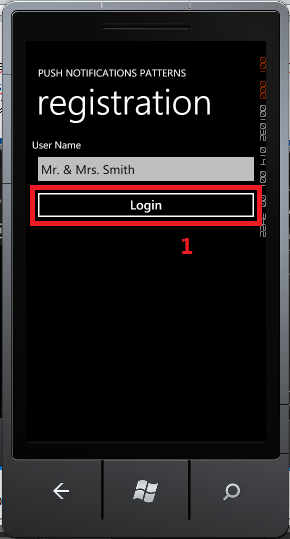 PUSH NOTIFICATIONS PATTERNS
registration
User Name
Mr. & Mrs. Smith
Login
1